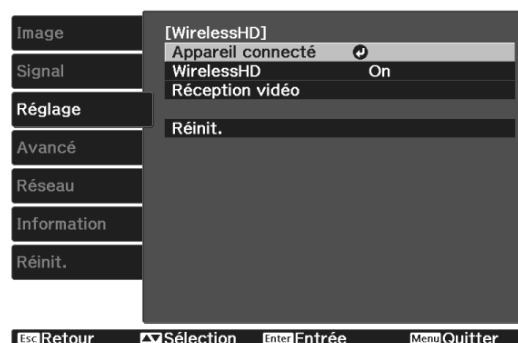 Image
Signal
Réglage
Avancé
Réseau
Information
Réinit.
[WirelessHD]
Appareil connecté
WirelessHD On
Réception vidéo
Réinit.
Esc Retour Sélection Enter Entrée Menu Quitter